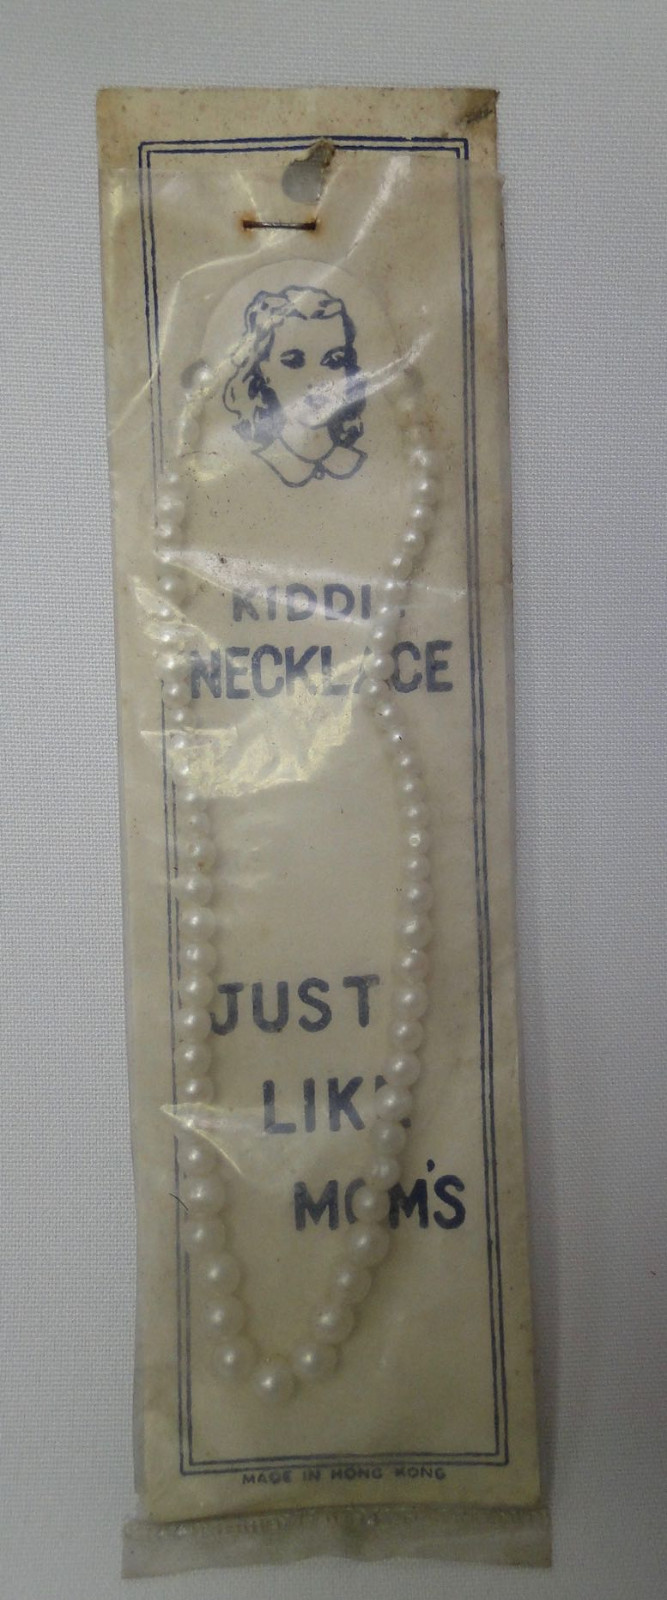 KIDDIE
NECKLACE
JUST
LIKE
MOM'S
MADE IN HONG KONG